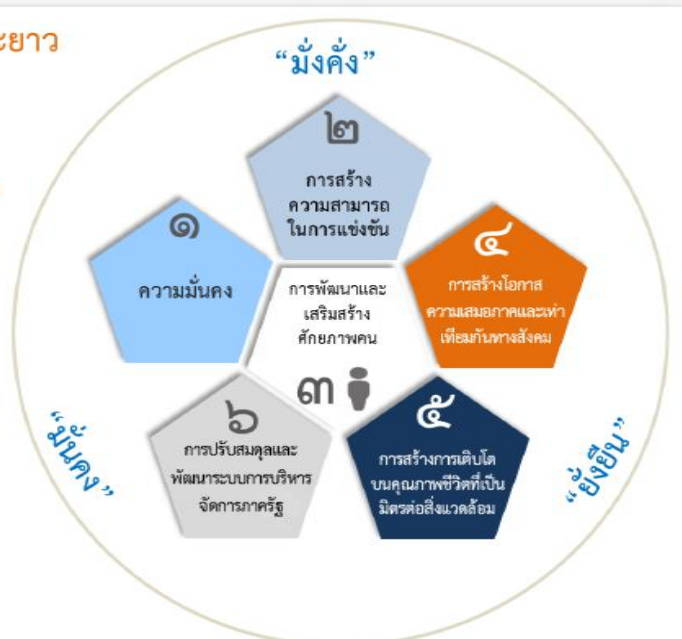 ะยาว
“มั่งคั่ง”
๒
การสร้าง
ความสามารถ
ในการแข่งขัน
๑
ความมั่นคง
๔
การสร้างโอกาส
ความเสมอภาคและเท่า
เทียมกันทางสังคม
การพัฒนาและ
เสริมสร้าง
ศักยภาพคน
๓
๖
การปรับสมดุลและ
พัฒนาระบบการบริหาร
จัดการภาครัฐ
๕
การสร้างการเติบโต
บนคุณภาพชีวิตที่เป็น
มิตรต่อสิ่งแวดล้อม
“มั่นคง”
“ยั่งยืน”